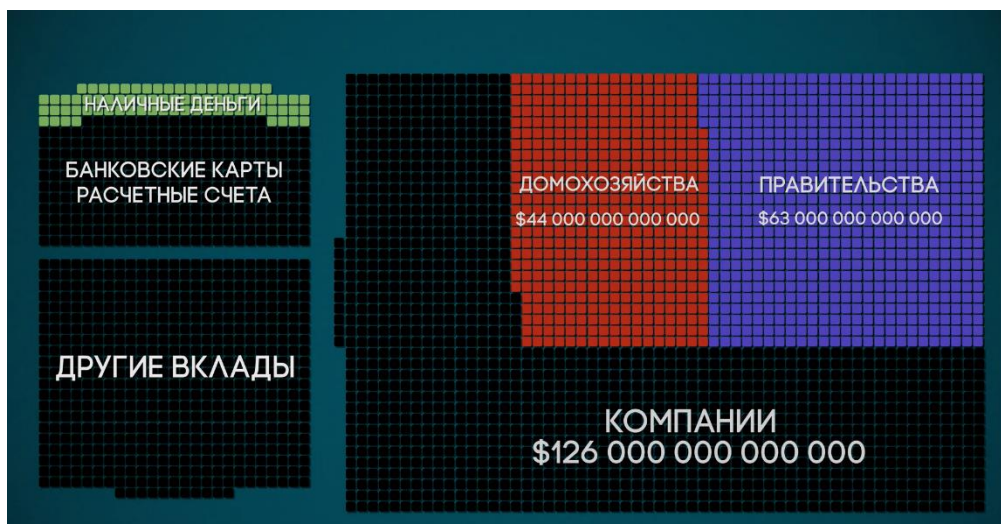 НАЛИЧНЫЕ ДЕНЬГИ
БАНКОВСКИЕ КАРТЫ
РАСЧЕТНЫЕ СЧЕТА
ДРУГИЕ ВКЛАДЫ
ДОМОХОЗЯЙСТВА
$44 000 000 000 000
ПРАВИТЕЛЬСТВА
$63 000 000 000 000
КОМПАНИИ
$126 000 000 000 000